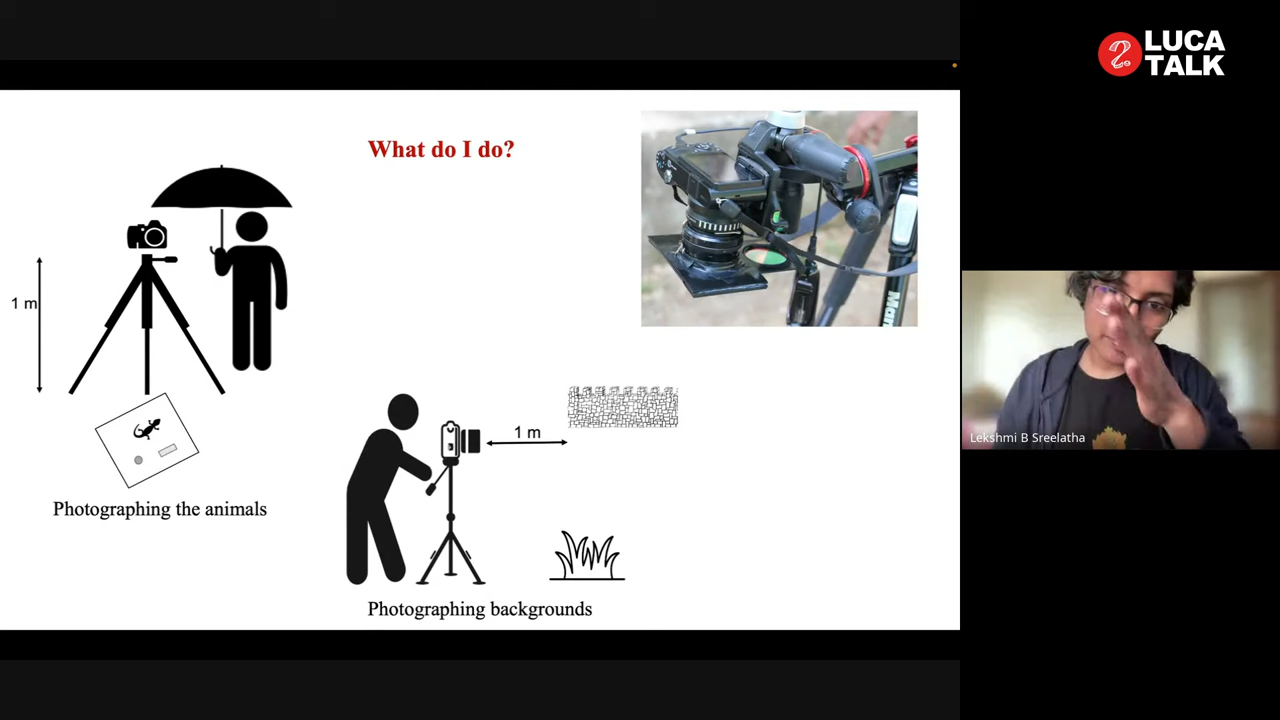 LUCA
TALK
What do I do?
1 m
1 m
Photographing the animals
Photographing backgrounds
Lekshmi B Sreelatha